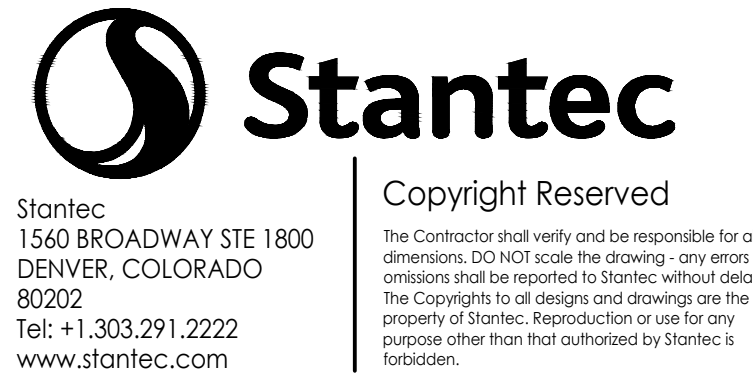 Stantec
Stantec
1560 BROADWAY STE 1800
DENVER, COLORADO
80202
Tel: +1.303.291.2222
www.stantec.com
Copyright Reserved
The Contractor shall verify and be responsible for
dimensions. DO NOT scale the drawing - any errors
omissions shall be reported to Stantec without
The Copyrights to all designs and drawings are the
property of Stantec. Reproduction or use for any
purpose other than that authorized by Stantec is
forbidden.